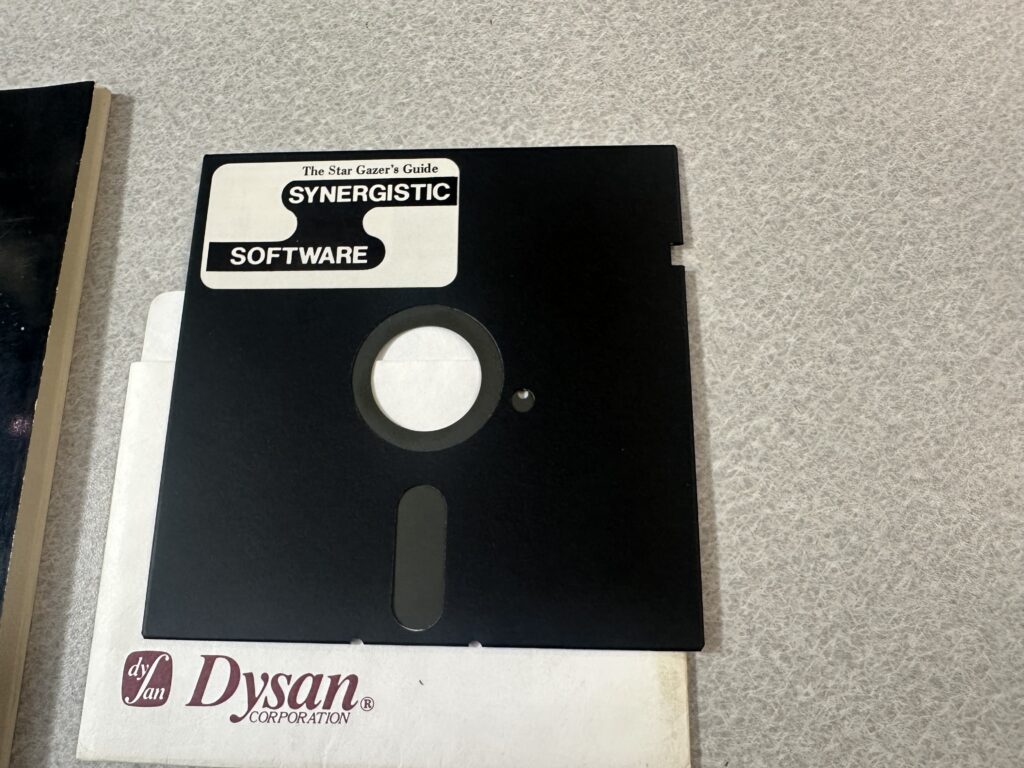 The Star Gazer's Guide
SYNERGISTIC
SOFTWARE
dy
san
Dysan®
CORPORATION